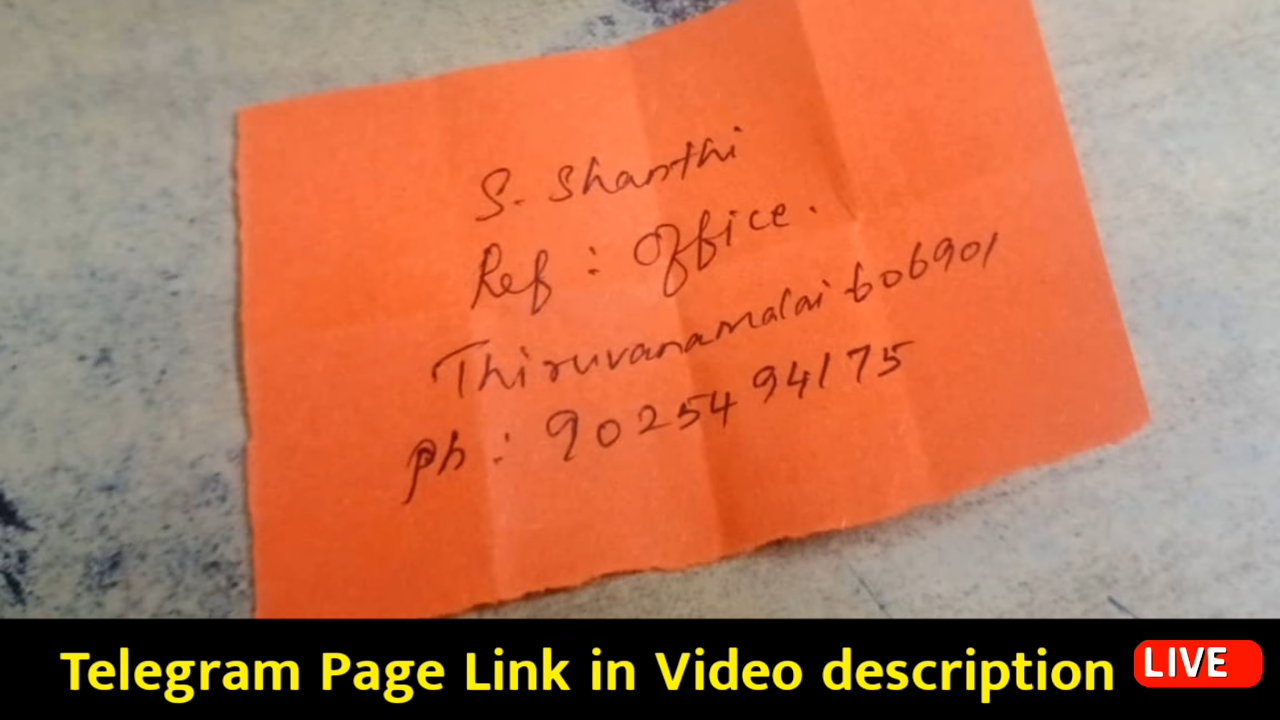 S. Shanthi
Ref : Office.
Thiruvanamalai 606901
Ph : 9025494175
Telegram Page Link in Video description LIVE